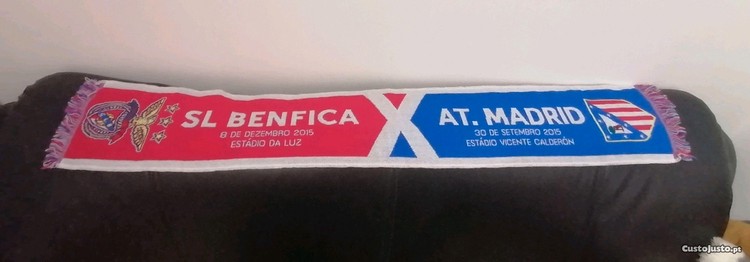 SL BENFICA
8 DE DEZEMBRO 2015
ESTÁDIO DA LUZ
AT. MADRID
30 DE SETEMBRO 2015
ESTÁDIO VICENTE CALDERÓN
CustoJusto.pt